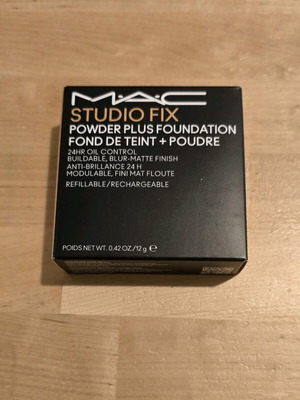 MAC
STUDIO FIX
POWDER PLUS FOUNDATION
FOND DE TEINT + POUDRE
24HR OIL CONTROL
BUILDABLE, BLUR-MATTE FINISH
ANTI-BRILLANCE 24 H
MODULABLE, FINI MAT FLOUTE
REFILLABLE/RECHARGEABLE
POIDS NET WT. 0.42 OZ./12 g ℮